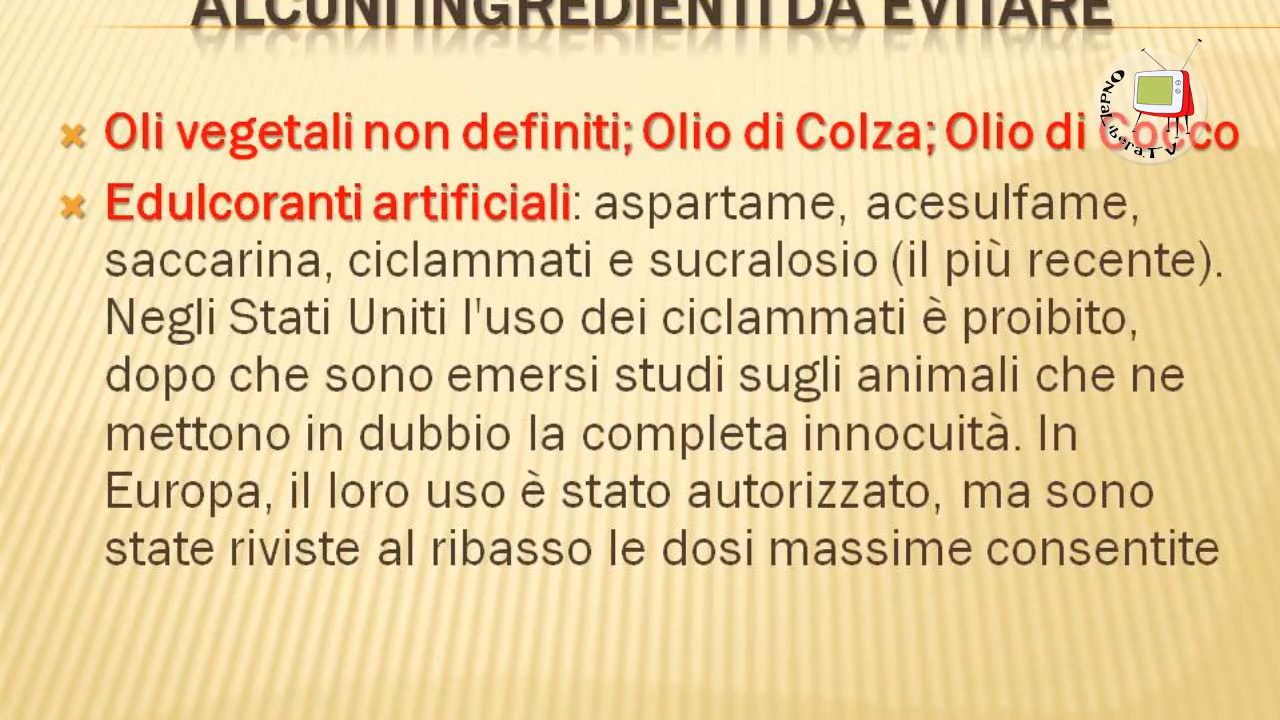 ALCUNI INGREDIENTI DA EVITARE
Oli vegetali non definiti; Olio di Colza; Olio di Cocco
Edulcoranti artificiali: aspartame, acesulfame,
saccarina, ciclammati e sucralosio (il più recente).
Negli Stati Uniti l'uso dei ciclammati è proibito,
dopo che sono emersi studi sugli animali che ne
mettono in dubbio la completa innocuità. In
Europa, il loro uso è stato autorizzato, ma sono
state riviste al ribasso le dosi massime consentite
OndaLibera.TV